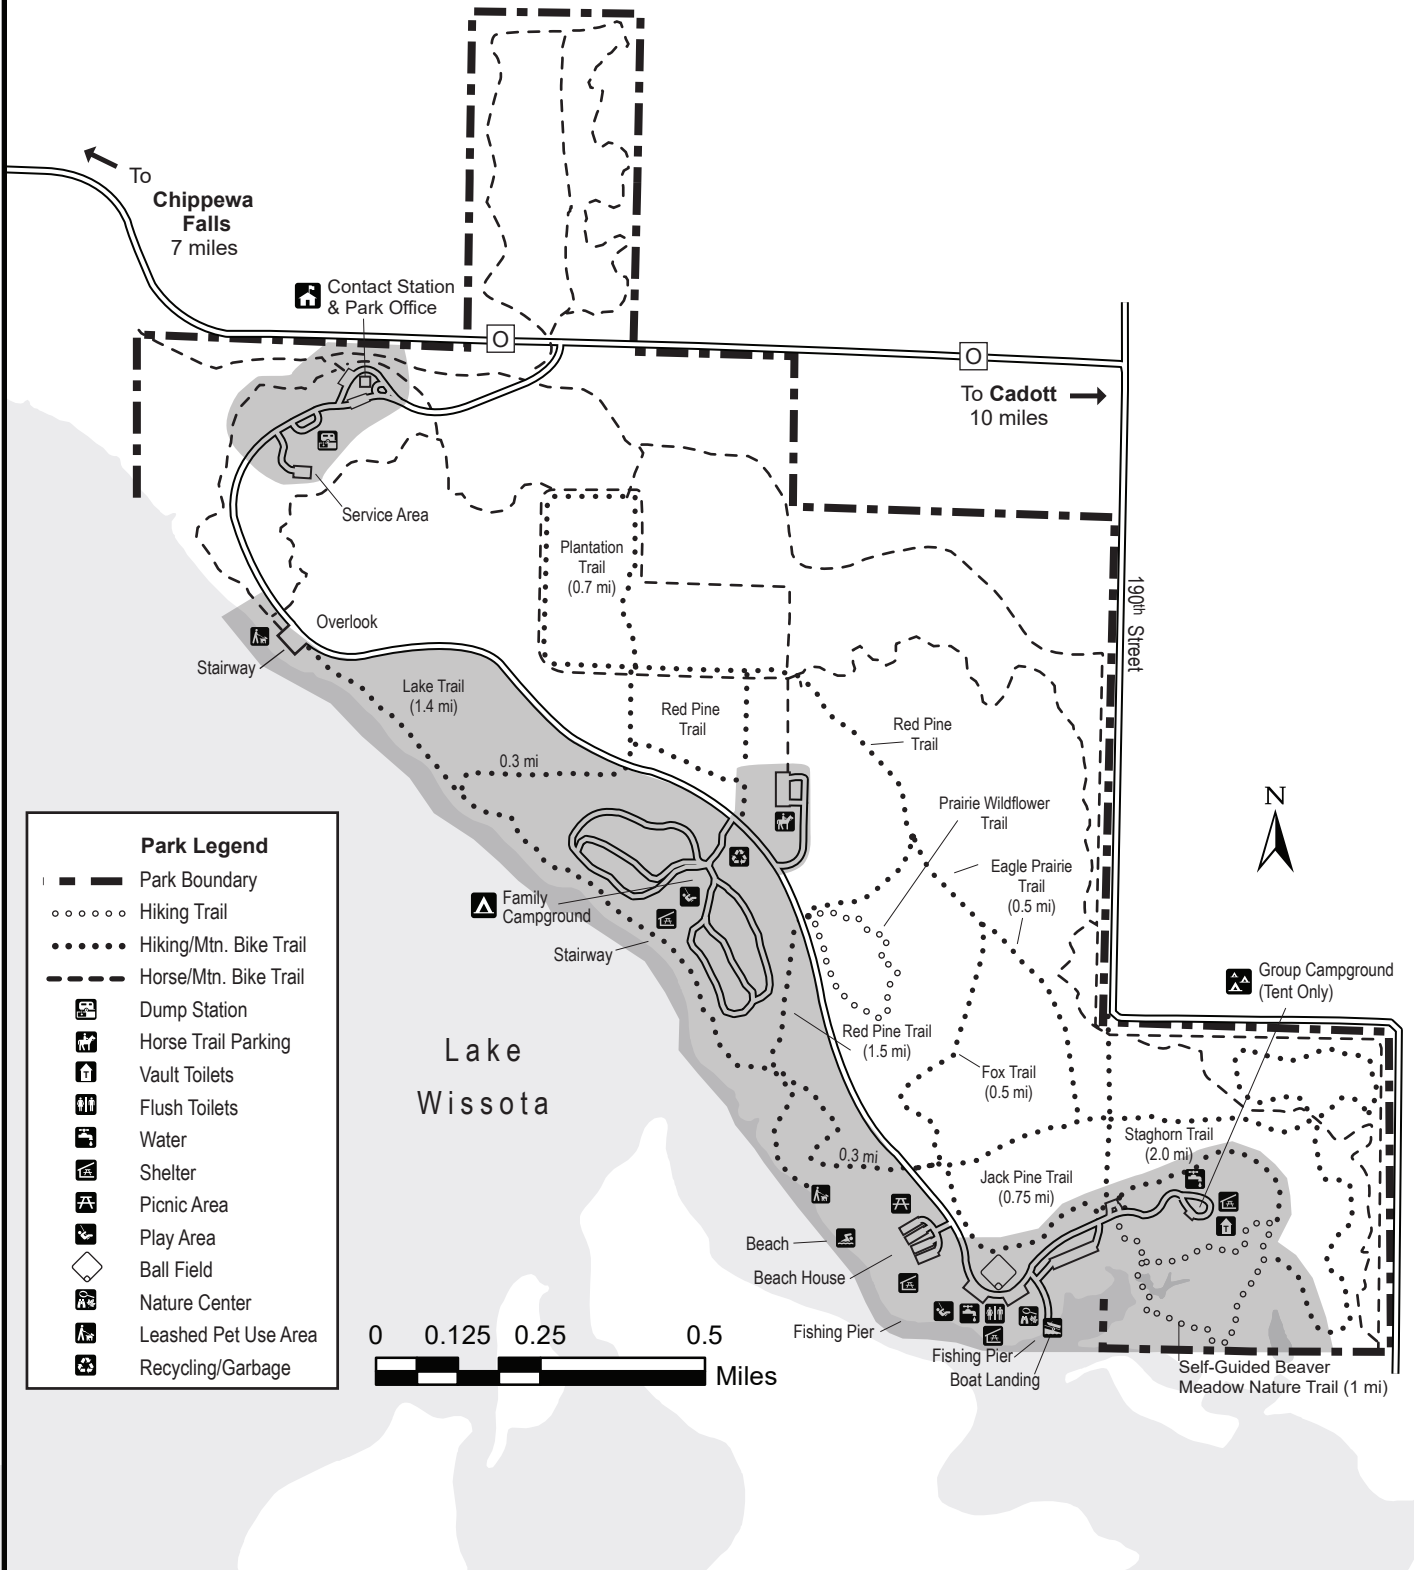 To
Chippewa
Falls
7 miles
Contact Station
& Park Office
O
O
To Cadott
10 miles
Service Area
Plantation
Trail
(0.7 mi)
190th Street
Overlook
Stairway
Lake Trail
(1.4 mi)
Red Pine
Trail
Red Pine
Trail
0.3 mi
Prairie Wildflower
Trail
N
Eagle Prairie
Trail
(0.5 mi)
Family
Campground
Stairway
Group Campground
(Tent Only)
Red Pine Trail
(1.5 mi)
Lake
Wissota
Fox Trail
(0.5 mi)
Staghorn Trail
(2.0 mi)
0.3 mi
Jack Pine Trail
(0.75 mi)
T
Beach
Beach House
Fishing Pier
Fishing Pier
Boat Landing
Self-Guided Beaver
Meadow Nature Trail (1 mi)
Park Legend
Park Boundary
Hiking Trail
Hiking/Mtn. Bike Trail
Horse/Mtn. Bike Trail
Dump Station
Horse Trail Parking
T Vault Toilets
Flush Toilets
Water
Shelter
Picnic Area
Play Area
Ball Field
Nature Center
Leashed Pet Use Area
Recycling/Garbage
0 0.125 0.25 0.5
Miles